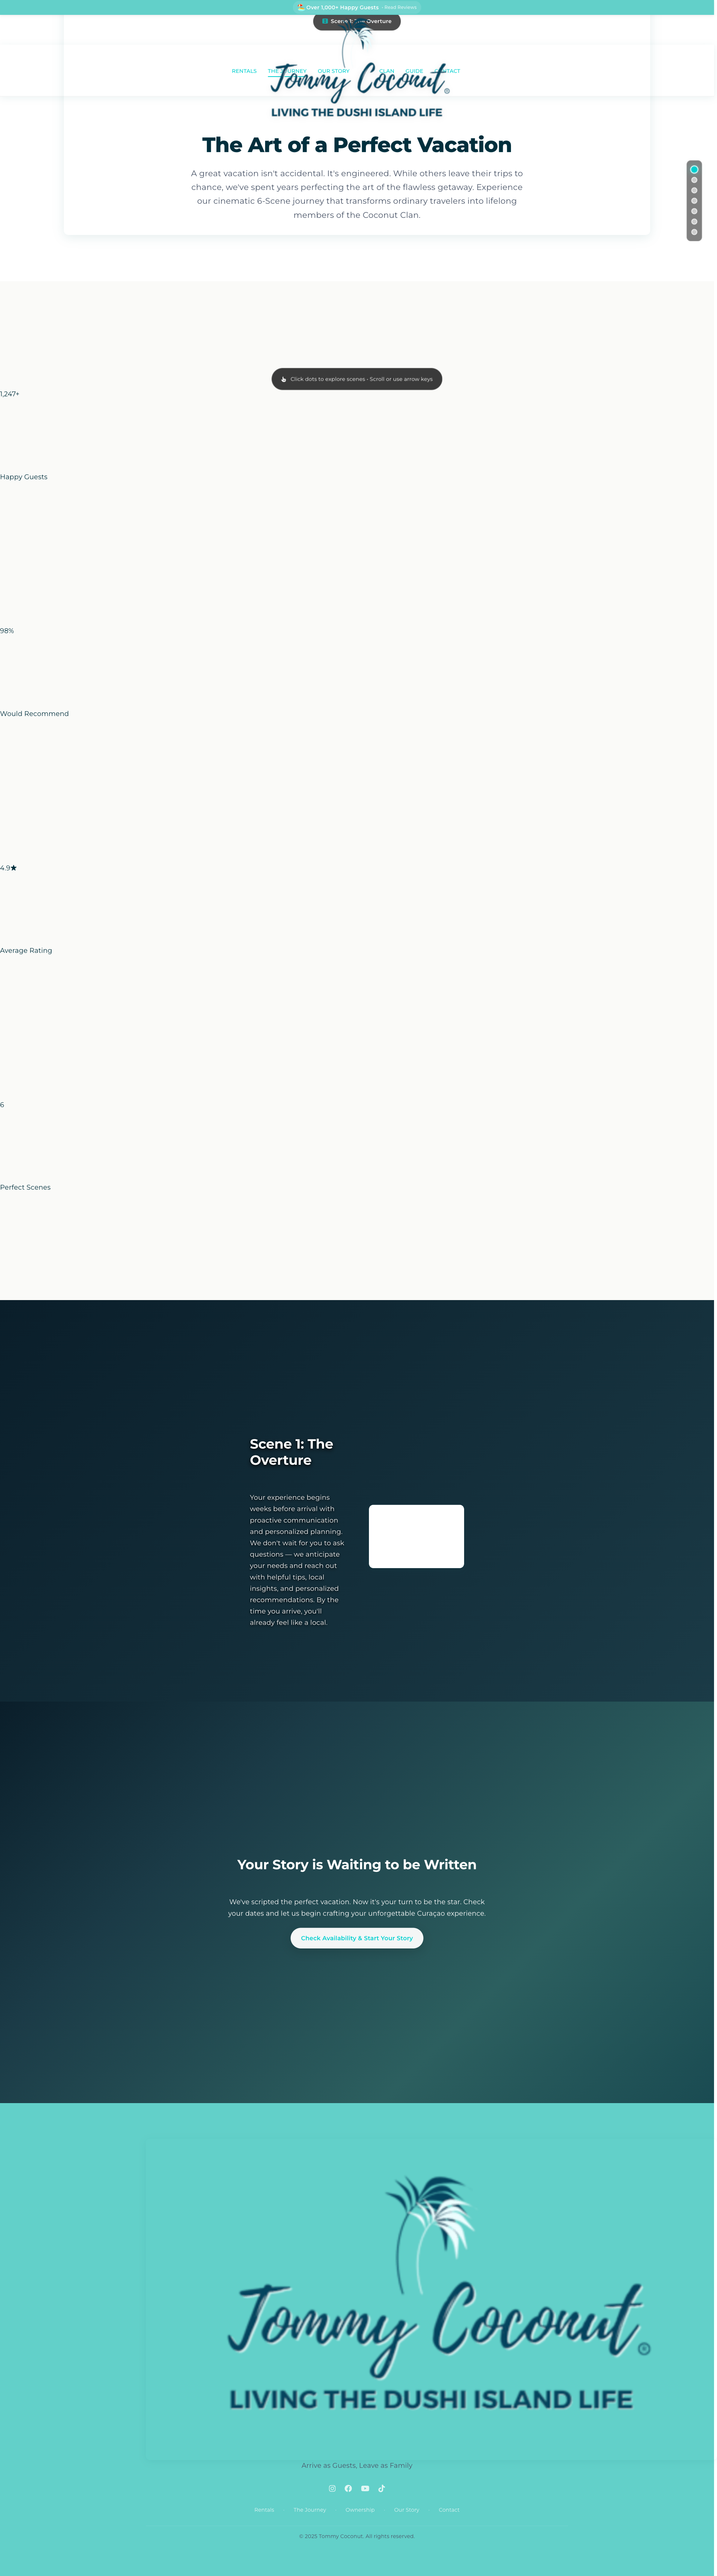 Over 1,000+ Happy Guests · Read Reviews
Scene 1: The Overture
RENTALS THE JOURNEY OUR STORY CLAN GUIDE CONTACT
Tommy Coconut®
LIVING THE DUSHI ISLAND LIFE
The Art of a Perfect Vacation
A great vacation isn't accidental. It's engineered. While others leave their trips to
chance, we've spent years perfecting the art of the flawless getaway. Experience
our cinematic 6-Scene journey that transforms ordinary travelers into lifelong
members of the Coconut Clan.
Click dots to explore scenes • Scroll or use arrow keys
1,247+
Happy Guests
98%
Would Recommend
4.9★
Average Rating
6
Perfect Scenes
Scene 1: The
Overture
Your experience begins
weeks before arrival with
proactive communication
and personalized planning.
We don't wait for you to ask
questions — we anticipate
your needs and reach out
with helpful tips, local
insights, and personalized
recommendations. By the
time you arrive, you'll
already feel like a local.
Your Story is Waiting to be Written
We've scripted the perfect vacation. Now it's your turn to be the star. Check
your dates and let us begin crafting your unforgettable Curaçao experience.
Check Availability & Start Your Story
Tommy Coconut®
LIVING THE DUSHI ISLAND LIFE
Arrive as Guests, Leave as Family
Rentals The Journey Ownership Our Story Contact
© 2025 Tommy Coconut. All rights reserved.